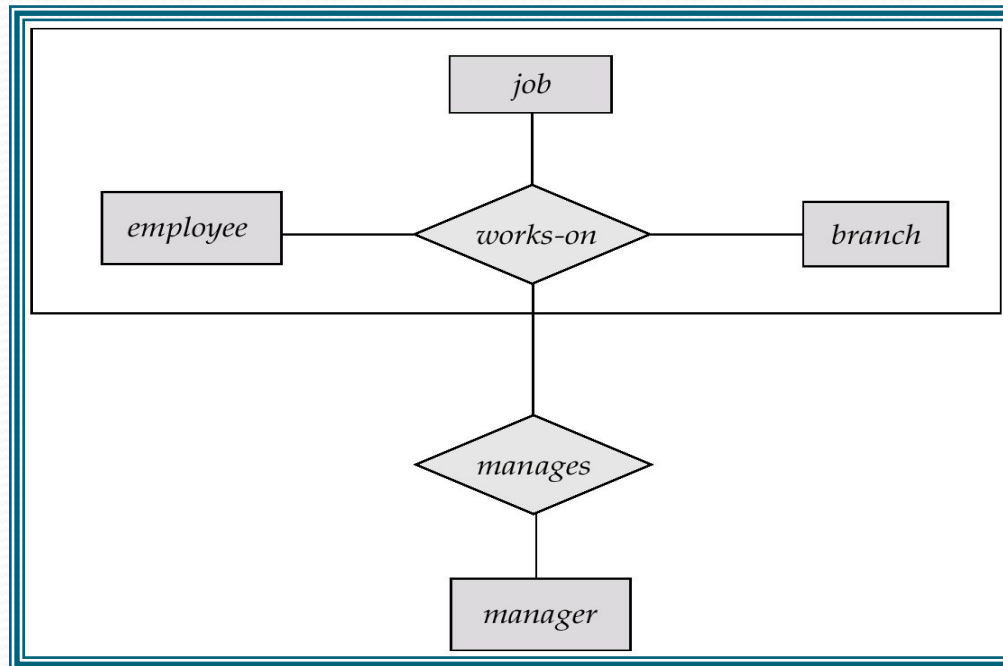 job
employee
works-on
branch
manages
manager